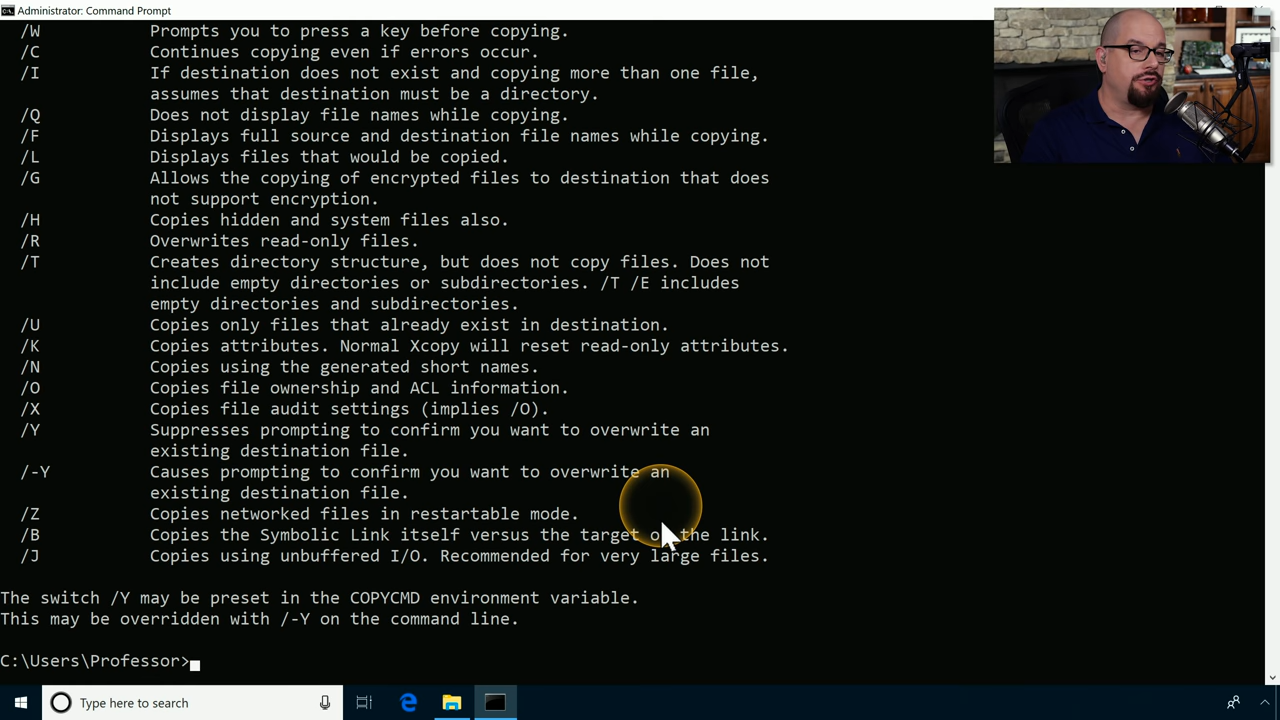 Administrator: Command Prompt
/W Prompts you to press a key before copying.
/C Continues copying even if errors occur.
/I If destination does not exist and copying more than one file,
assumes that destination must be a directory.
/Q Does not display file names while copying.
/F Displays full source and destination file names while copying.
/L Displays files that would be copied.
/G Allows the copying of encrypted files to destination that does
not support encryption.
/H Copies hidden and system files also.
/R Overwrites read-only files.
/T Creates directory structure, but does not copy files. Does not
include empty directories or subdirectories. /T /E includes
empty directories and subdirectories.
/U Copies only files that already exist in destination.
/K Copies attributes. Normal Xcopy will reset read-only attributes.
/N Copies using the generated short names.
/O Copies file ownership and ACL information.
/X Copies file audit settings (implies /O).
/Y Suppresses prompting to confirm you want to overwrite an
existing destination file.
/-Y Causes prompting to confirm you want to overwrite an
existing destination file.
/Z Copies networked files in restartable mode.
/B Copies the Symbolic Link itself versus the target of the link.
/J Copies using unbuffered I/O. Recommended for very large files.
The switch /Y may be preset in the COPYCMD environment variable.
This may be overridden with /-Y on the command line.
C:\Users\Professor>
Type here to search